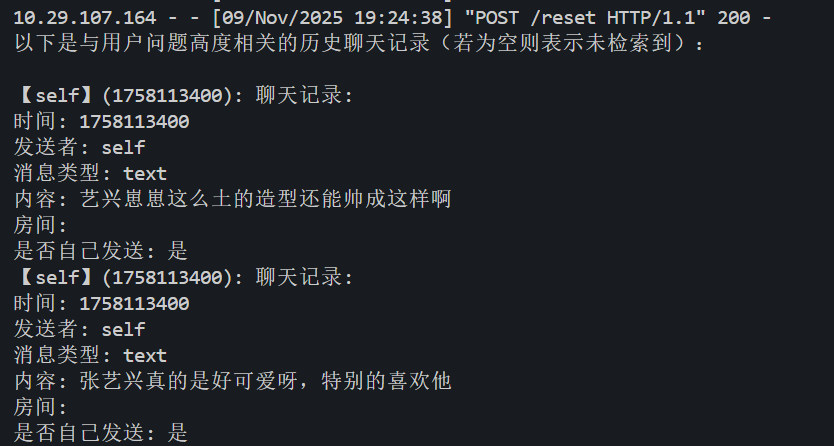 10.29.107.164 - - [09/Nov/2025 19:24:38] "POST /reset HTTP/1.1" 200 -
以下是与用户问题高度相关的历史聊天记录（若为空则表示未检索到）：
【self】(1758113400): 聊天记录:
时间: 1758113400
发送者: self
消息类型: text
内容: 艺兴崽崽这么土的造型还能帅成这样啊
房间:
是否自己发送: 是
【self】(1758113400): 聊天记录:
时间: 1758113400
发送者: self
消息类型: text
内容: 张艺兴真的是好可爱呀，特别的喜欢他
房间:
是否自己发送: 是